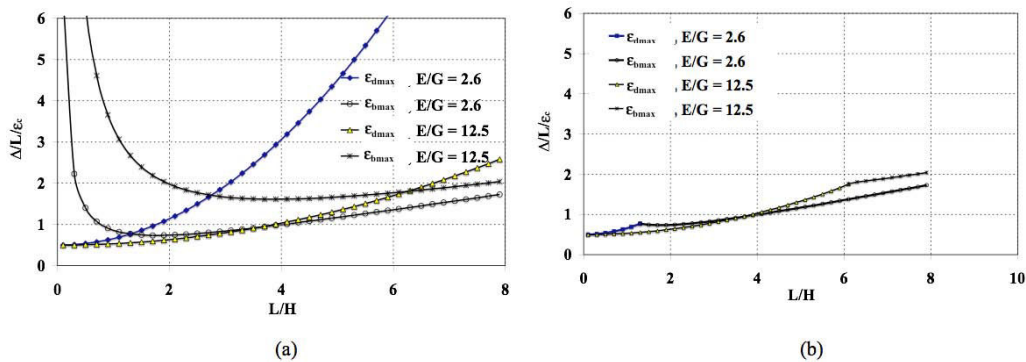 6
5
4
3
2
1
0
Δ/L/εc
εdmax , E/G = 2.6
εbmax , E/G = 2.6
εdmax , E/G = 12.5
εbmax , E/G = 12.5
0 2 4 6 8
L/H
(a)
6
5
4
3
2
1
0
Δ/L/εc
εdmax , E/G = 2.6
εbmax , E/G = 2.6
εdmax , E/G = 12.5
εbmax , E/G = 12.5
0 2 4 6 8 10
L/H
(b)